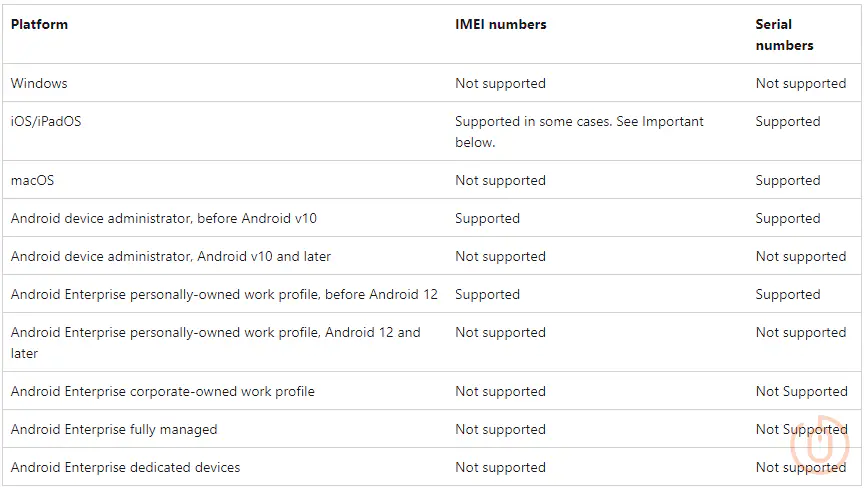 Platform IMEI numbers Serial numbers
Windows Not supported Not supported
iOS/iPadOS Supported in some cases. See Important below. Supported
macOS Not supported Supported
Android device administrator, before Android v10 Supported Supported
Android device administrator, Android v10 and later Not supported Not supported
Android Enterprise personally-owned work profile, before Android 12 Supported Supported
Android Enterprise personally-owned work profile, Android 12 and later Not supported Not supported
Android Enterprise corporate-owned work profile Not supported Not Supported
Android Enterprise fully managed Not supported Not Supported
Android Enterprise dedicated devices Not supported Not supported